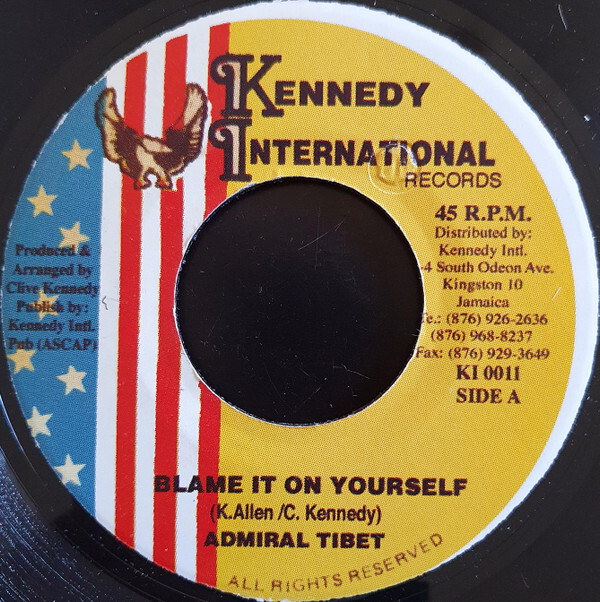 KENNEDY
INTERNATIONAL
RECORDS
45 R.P.M.
Distributed by:
Kennedy Intl.
-4 South Odeon Ave.
Kingston 10
Jamaica
e.: (876) 926-2636
(876) 968-8237
Fax: (876) 929-3649
KI 0011
SIDE A
Produced &
Arranged by
Clive Kennedy
Publish by:
Kennedy Intl.
Pub (ASCAP)
BLAME IT ON YOURSELF
(K.Allen /C. Kennedy)
ADMIRAL TIBET
ALL RIGHTS RESERVED